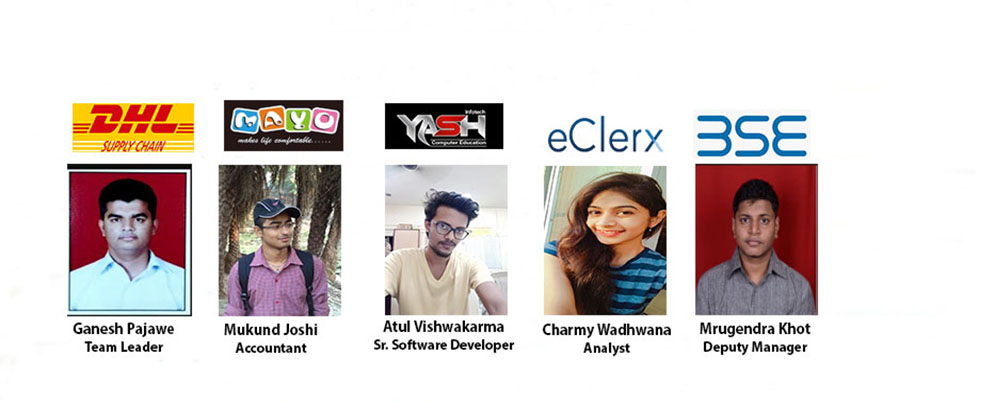 DHL
SUPPLY CHAIN
MAYO
makes life comfortable......
Infotech
YASH
Computer Education
eClerx
BSE
Ganesh Pajawe
Team Leader
Mukund Joshi
Accountant
Atul Vishwakarma
Sr. Software Developer
Charmy Wadhwana
Analyst
Mrugendra Khot
Deputy Manager